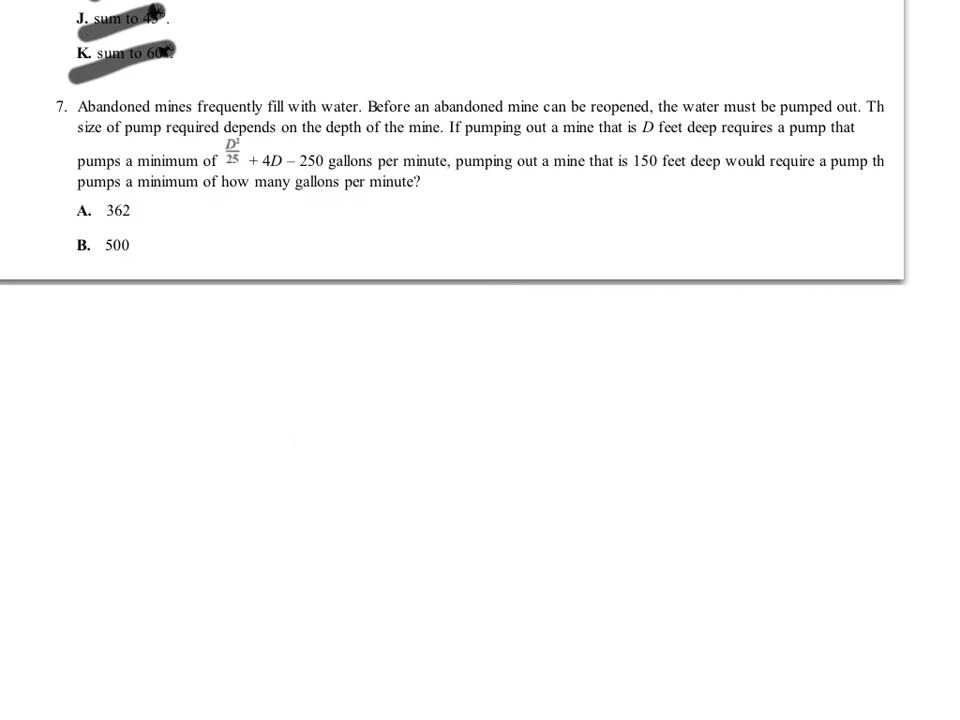 J. sum to 45°.
K. sum to 60°.
7. Abandoned mines frequently fill with water. Before an abandoned mine can be reopened, the water must be pumped out. Th
size of pump required depends on the depth of the mine. If pumping out a mine that is D feet deep requires a pump that
pumps a minimum of D²/25 + 4D – 250 gallons per minute, pumping out a mine that is 150 feet deep would require a pump th
pumps a minimum of how many gallons per minute?
A. 362
B. 500